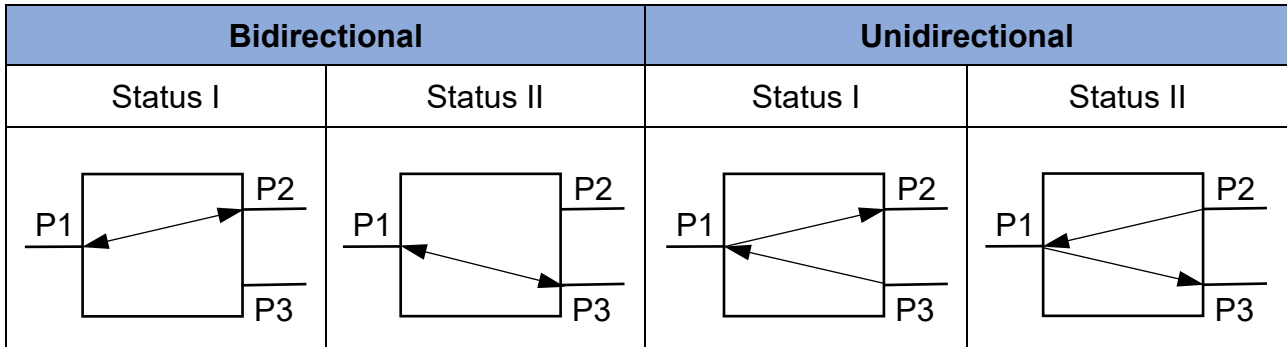 Bidirectional Unidirectional
Status I Status II Status I Status II
P2 P2 P2 P2
P1 P1 P1 P1
P3 P3 P3 P3